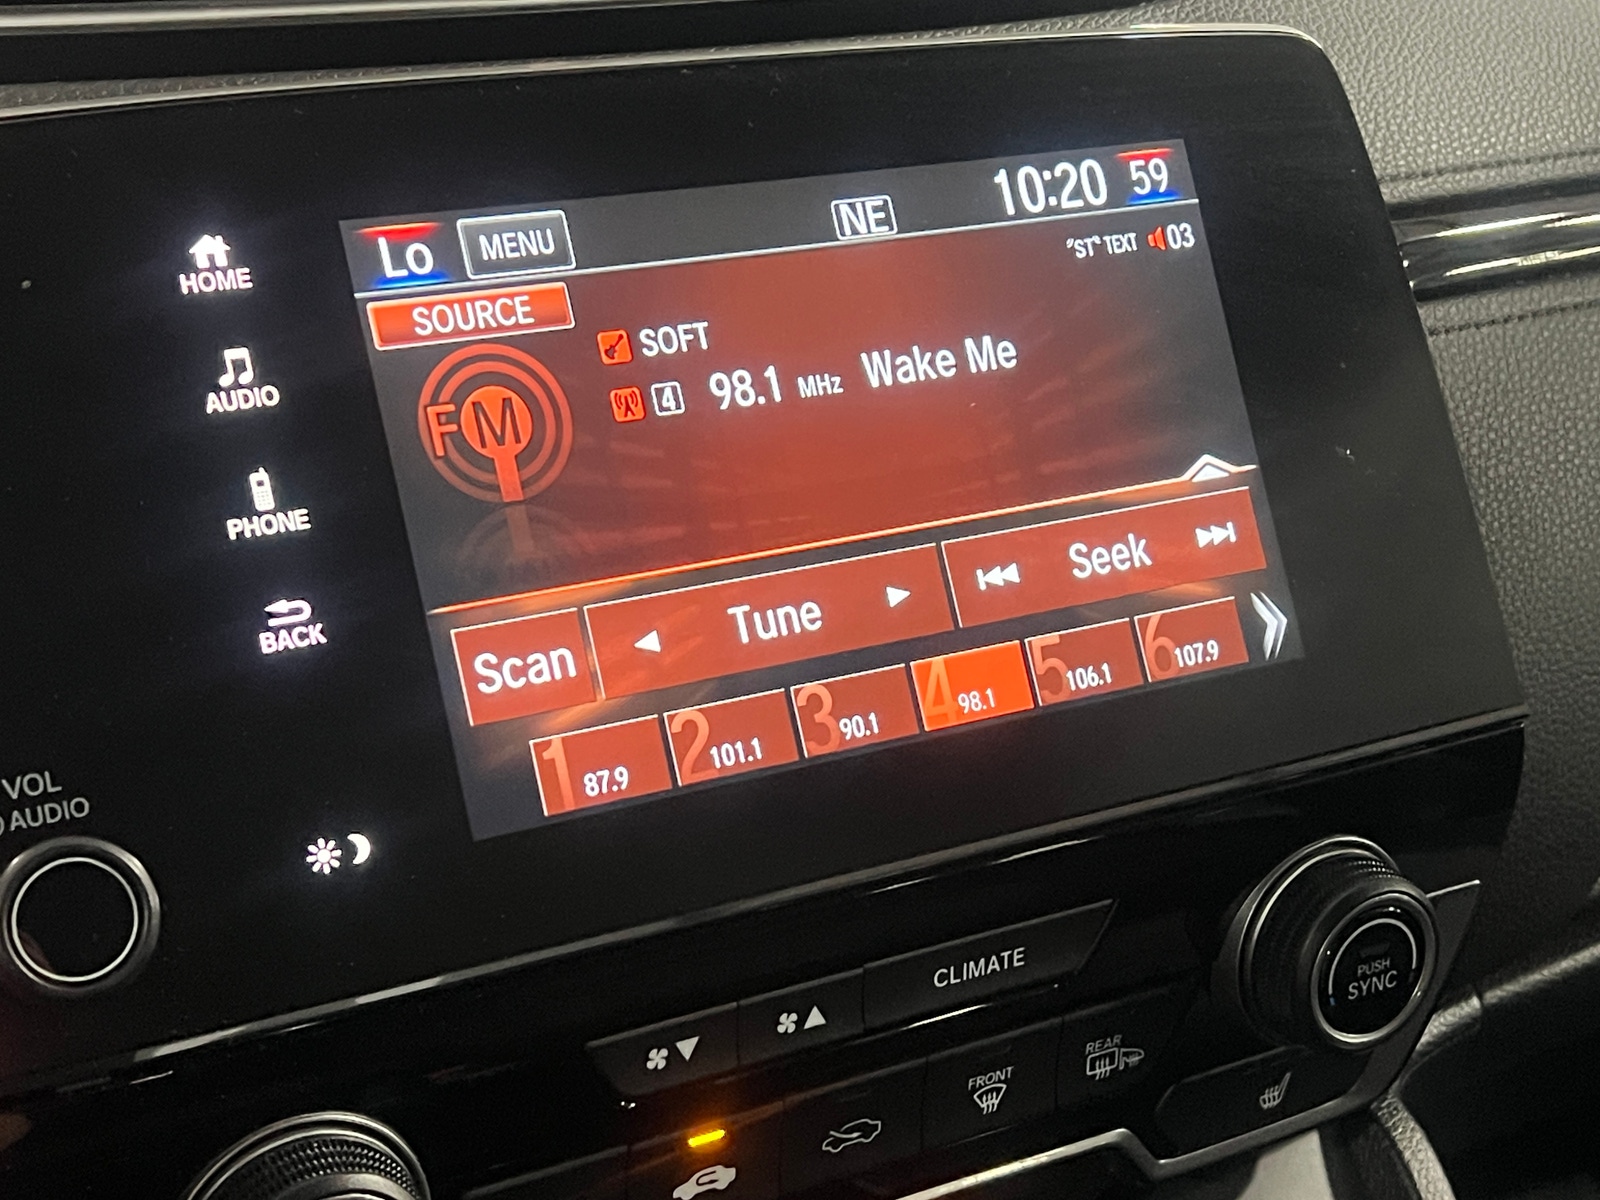 Lo MENU NE 10:20 59
"ST" TEXT 03
SOURCE
SOFT
FM
4 98.1 MHz Wake Me
Scan Tune Seek
1 87.9 2 101.1 3 90.1 4 98.1 5 106.1 6 107.9
HOME
AUDIO
PHONE
BACK
VOL
AUDIO
CLIMATE
PUSH
SYNC
FRONT
REAR